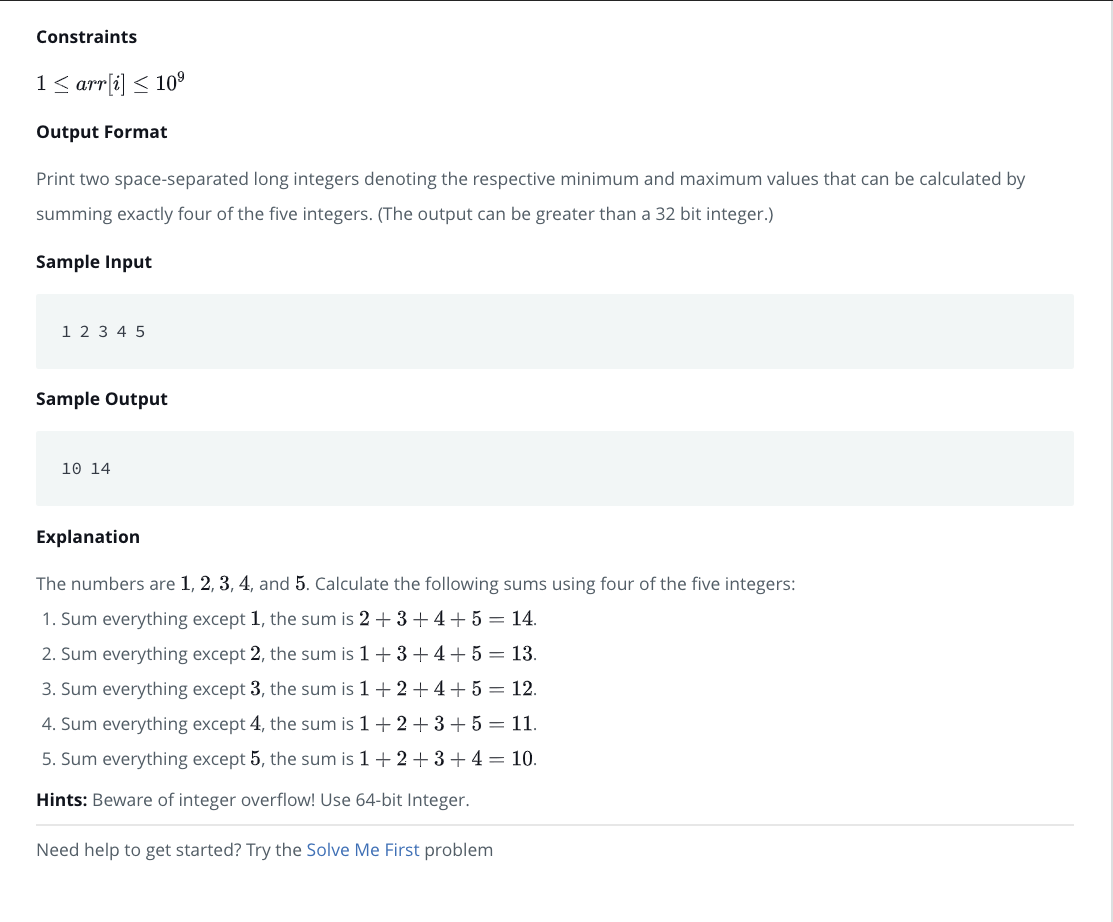 Constraints
1 ≤ arr[i] ≤ 10⁹
Output Format
Print two space-separated long integers denoting the respective minimum and maximum values that can be calculated by
summing exactly four of the five integers. (The output can be greater than a 32 bit integer.)
Sample Input
1 2 3 4 5
Sample Output
10 14
Explanation
The numbers are 1, 2, 3, 4, and 5. Calculate the following sums using four of the five integers:
1. Sum everything except 1, the sum is 2 + 3 + 4 + 5 = 14.
2. Sum everything except 2, the sum is 1 + 3 + 4 + 5 = 13.
3. Sum everything except 3, the sum is 1 + 2 + 4 + 5 = 12.
4. Sum everything except 4, the sum is 1 + 2 + 3 + 5 = 11.
5. Sum everything except 5, the sum is 1 + 2 + 3 + 4 = 10.
Hints: Beware of integer overflow! Use 64-bit Integer.
Need help to get started? Try the Solve Me First problem